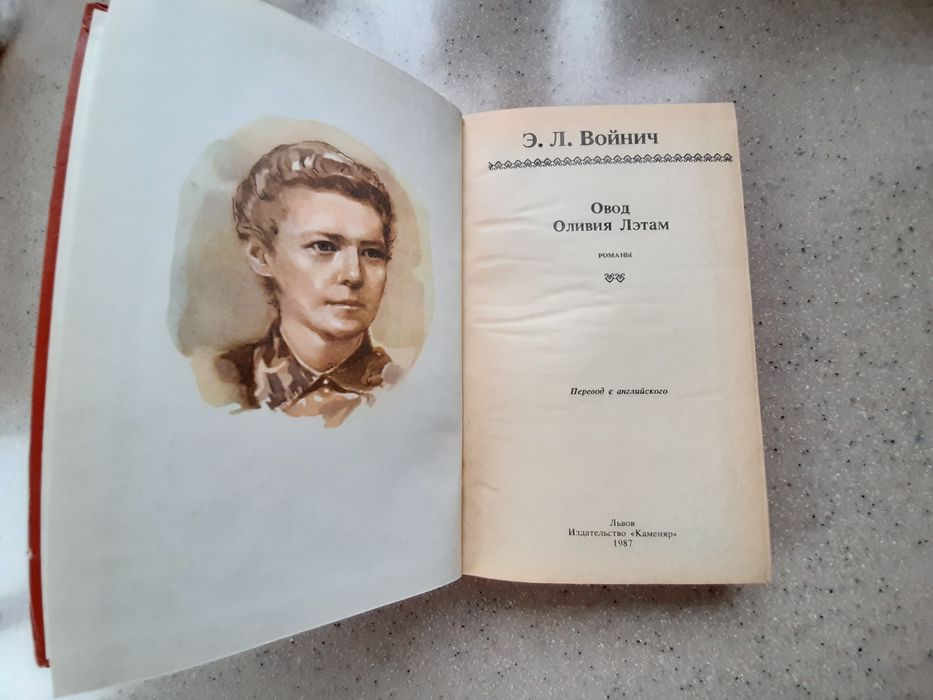 Э. Л. Войнич
Овод
Оливия Лэтам
РОМАНЫ
Перевод с английского
Львов
Издательство «Каменяр»
1987